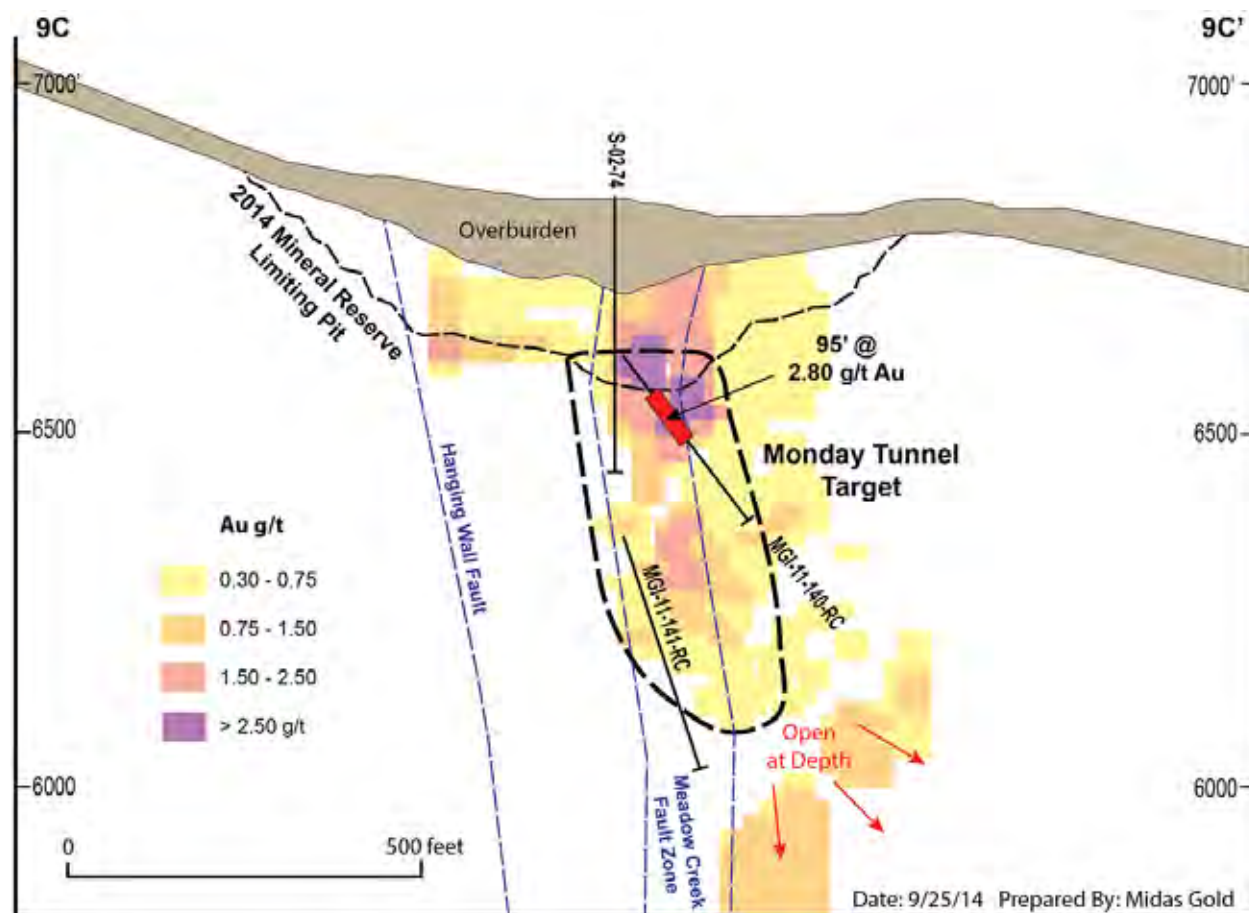 9C
9C'
7000'
7000'
S-02-74
2014 Mineral Reserve
Limiting Pit
Overburden
95' @
2.80 g/t Au
6500
6500
Monday Tunnel
Target
Hanging Wall Fault
Au g/t
0.30 - 0.75
0.75 - 1.50
1.50 - 2.50
> 2.50 g/t
MGI-11-141-RC
MGI-11-140-RC
Open
at Depth
6000
6000
Meadow Creek
Fault Zone
0
500 feet
Date: 9/25/14 Prepared By: Midas Gold